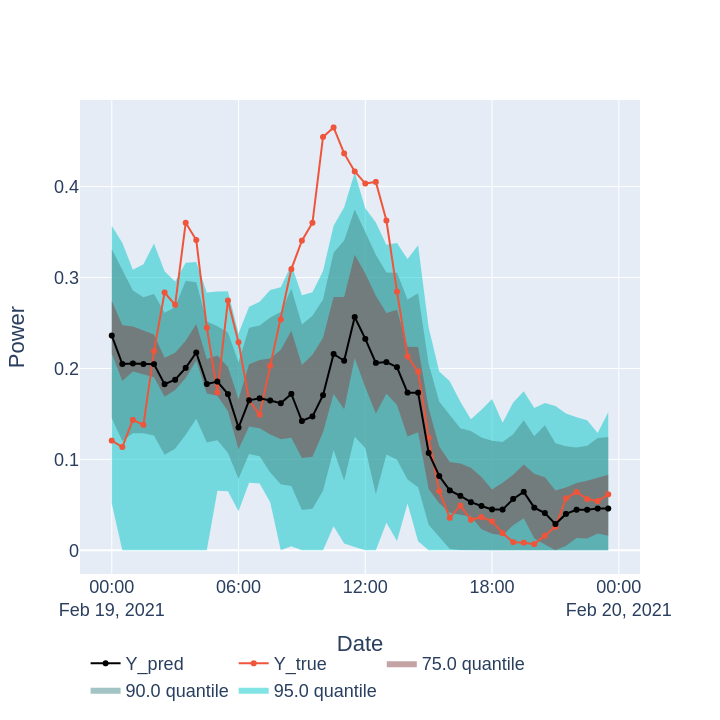 Power
0.4
0.3
0.2
0.1
0
00:00 06:00 12:00 18:00 00:00
Feb 19, 2021 Feb 20, 2021
Date
Y_pred Y_true 75.0 quantile
90.0 quantile 95.0 quantile